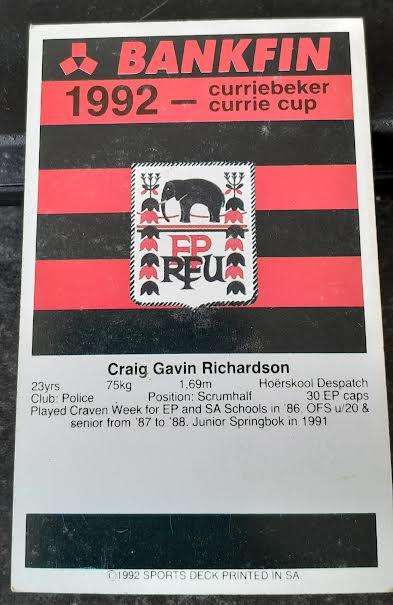 BANKFIN
1992 – curriebeker
currie cup
EP
RFU
Craig Gavin Richardson
23yrs 75kg 1,69m Hoërskool Despatch
Club: Police Position: Scrumhalf 30 EP caps
Played Craven Week for EP and SA Schools in '86. OFS u/20 &
senior from '87 to '88. Junior Springbok in 1991
©1992 SPORTS DECK PRINTED IN SA